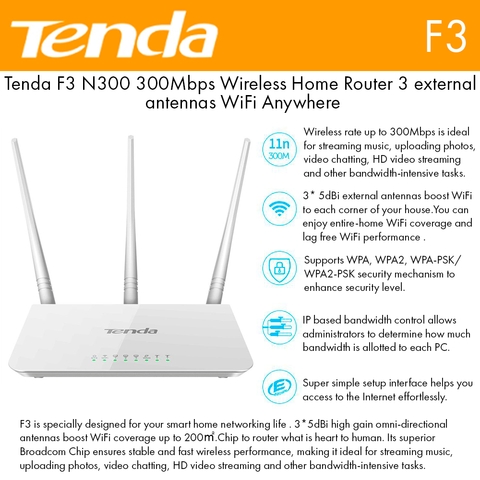 Tenda F3
Tenda F3 N300 300Mbps Wireless Home Router 3 external
antennas WiFi Anywhere
11n
300M
Wireless rate up to 300Mbps is ideal
for streaming music, uploading photos,
video chatting, HD video streaming
and other bandwidth-intensive tasks.
3* 5dBi external antennas boost WiFi
to each corner of your house.You can
enjoy entire-home WiFi coverage and
lag free WiFi performance .
Supports WPA, WPA2, WPA-PSK/
WPA2-PSK security mechanism to
enhance security level.
IP based bandwidth control allows
administrators to determine how much
bandwidth is allotted to each PC.
Super simple setup interface helps you
access to the Internet effortlessly.
Tenda
F3 is specially designed for your smart home networking life . 3*5dBi high gain omni-directional
antennas boost WiFi coverage up to 200㎡.Chip to router what is heart to human. Its superior
Broadcom Chip ensures stable and fast wireless performance, making it ideal for streaming music,
uploading photos, video chatting, HD video streaming and other bandwidth-intensive tasks.